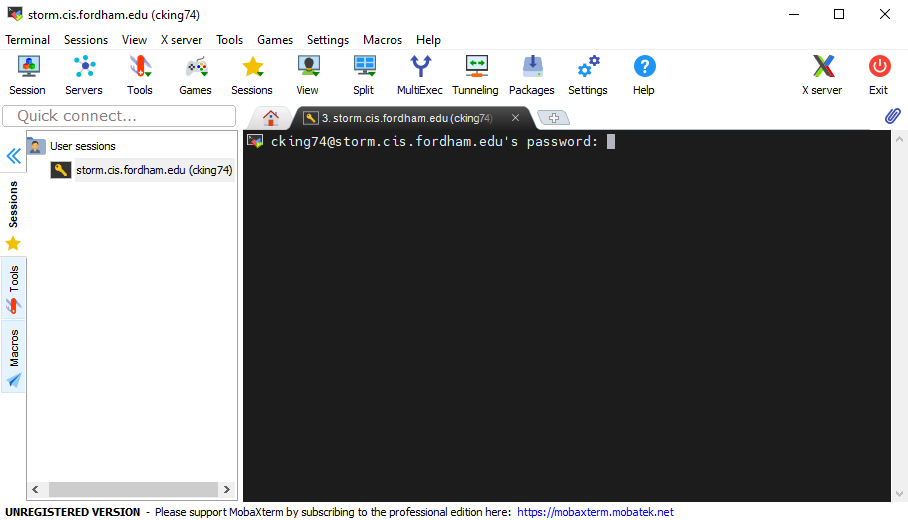 storm.cis.fordham.edu (cking74)
Terminal Sessions View X server Tools Games Settings Macros Help
Session Servers Tools Games Sessions View Split MultiExec Tunneling Packages Settings Help X server Exit
Quick connect...
3. storm.cis.fordham.edu (cking74)
User sessions
storm.cis.fordham.edu (cking74)
Sessions
Tools
Macros
cking74@storm.cis.fordham.edu's password:
UNREGISTERED VERSION - Please support MobaXterm by subscribing to the professional edition here: https://mobaxterm.mobatek.net